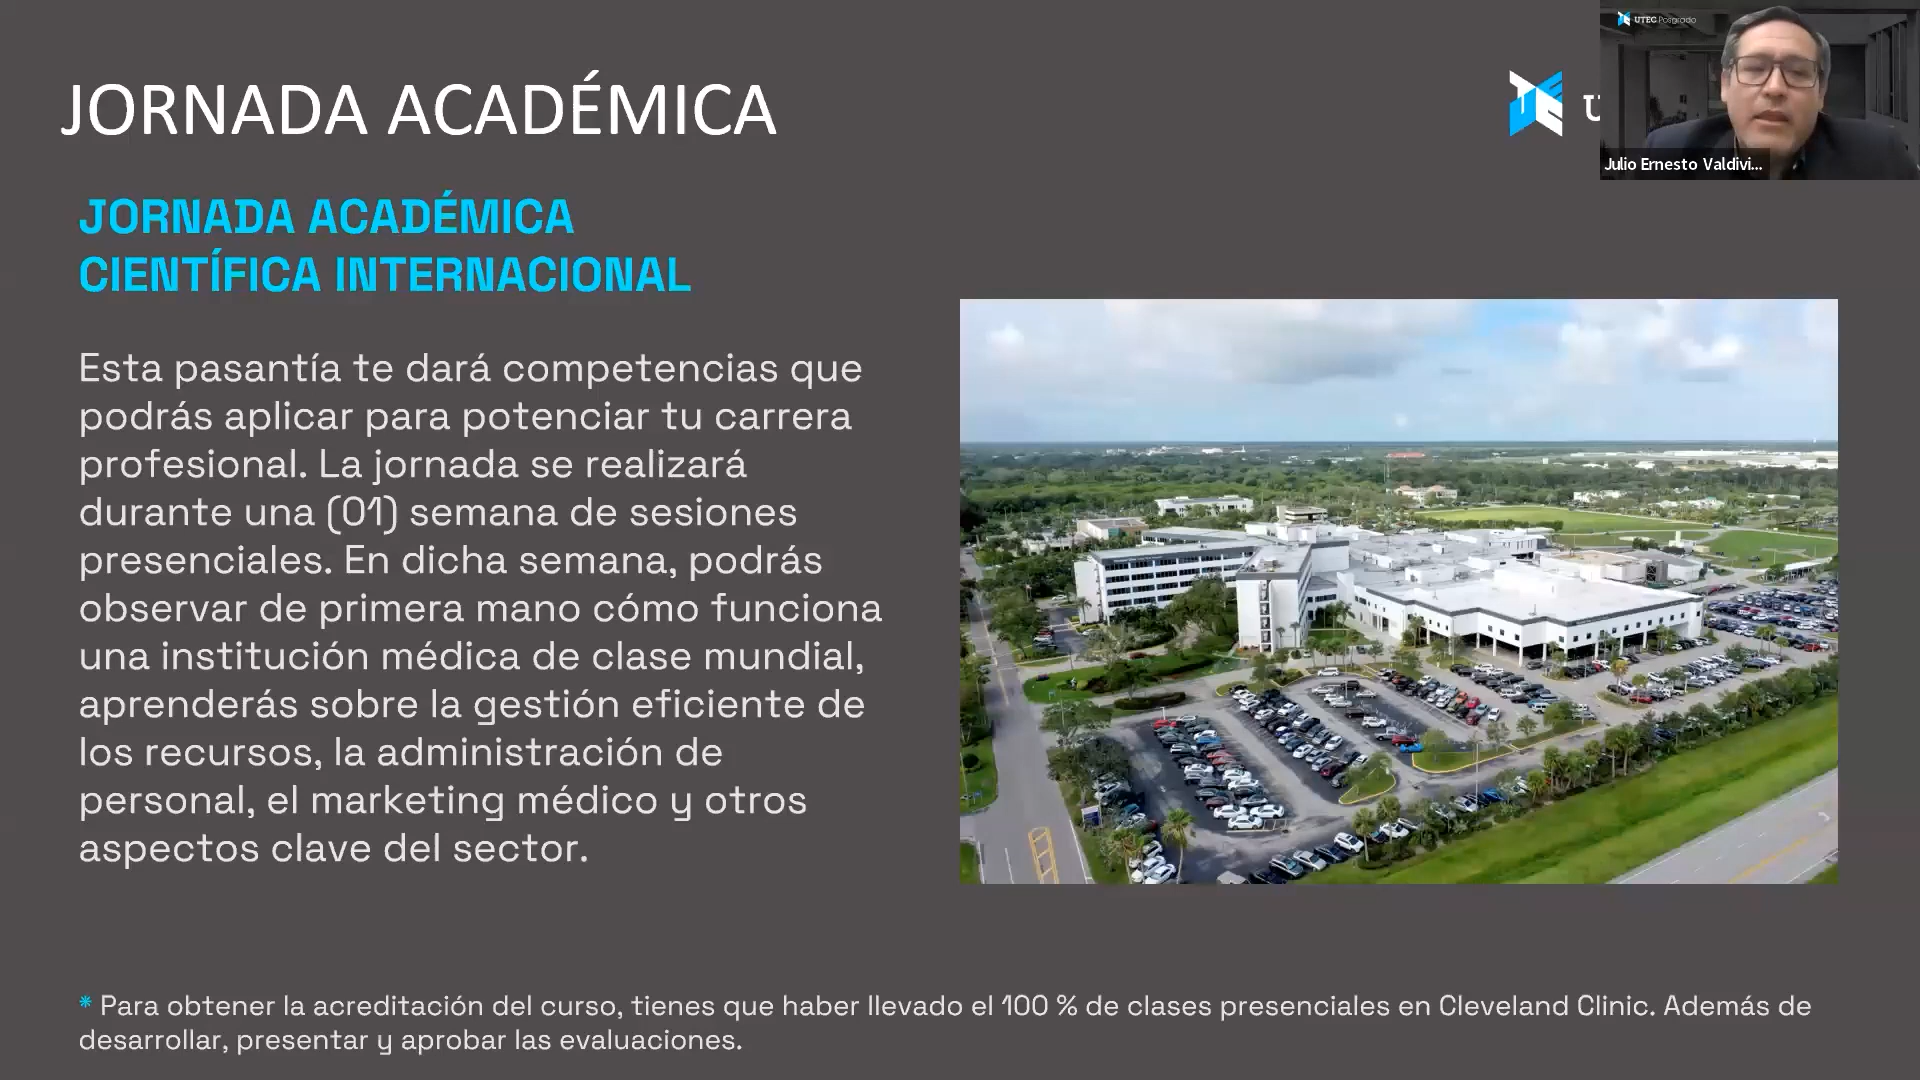 UTEC Posgrado
JORNADA ACADÉMICA
U
Julio Ernesto Valdivi...
JORNADA ACADÉMICA
CIENTÍFICA INTERNACIONAL
Esta pasantía te dará competencias que
podrás aplicar para potenciar tu carrera
profesional. La jornada se realizará
durante una (01) semana de sesiones
presenciales. En dicha semana, podrás
observar de primera mano cómo funciona
una institución médica de clase mundial,
aprenderás sobre la gestión eficiente de
los recursos, la administración de
personal, el marketing médico y otros
aspectos clave del sector.
* Para obtener la acreditación del curso, tienes que haber llevado el 100 % de clases presenciales en Cleveland Clinic. Además de
desarrollar, presentar y aprobar las evaluaciones.